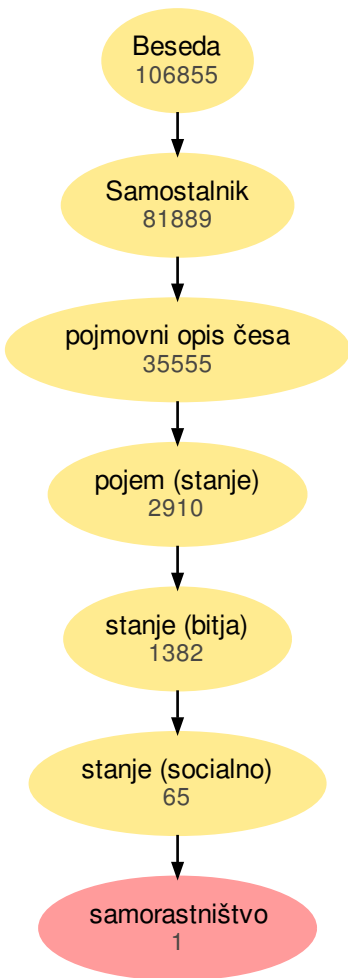 Beseda
106855
Samostalnik
81889
pojmovni opis česa
35555
pojem (stanje)
2910
stanje (bitja)
1382
stanje (socialno)
65
samorastništvo
1